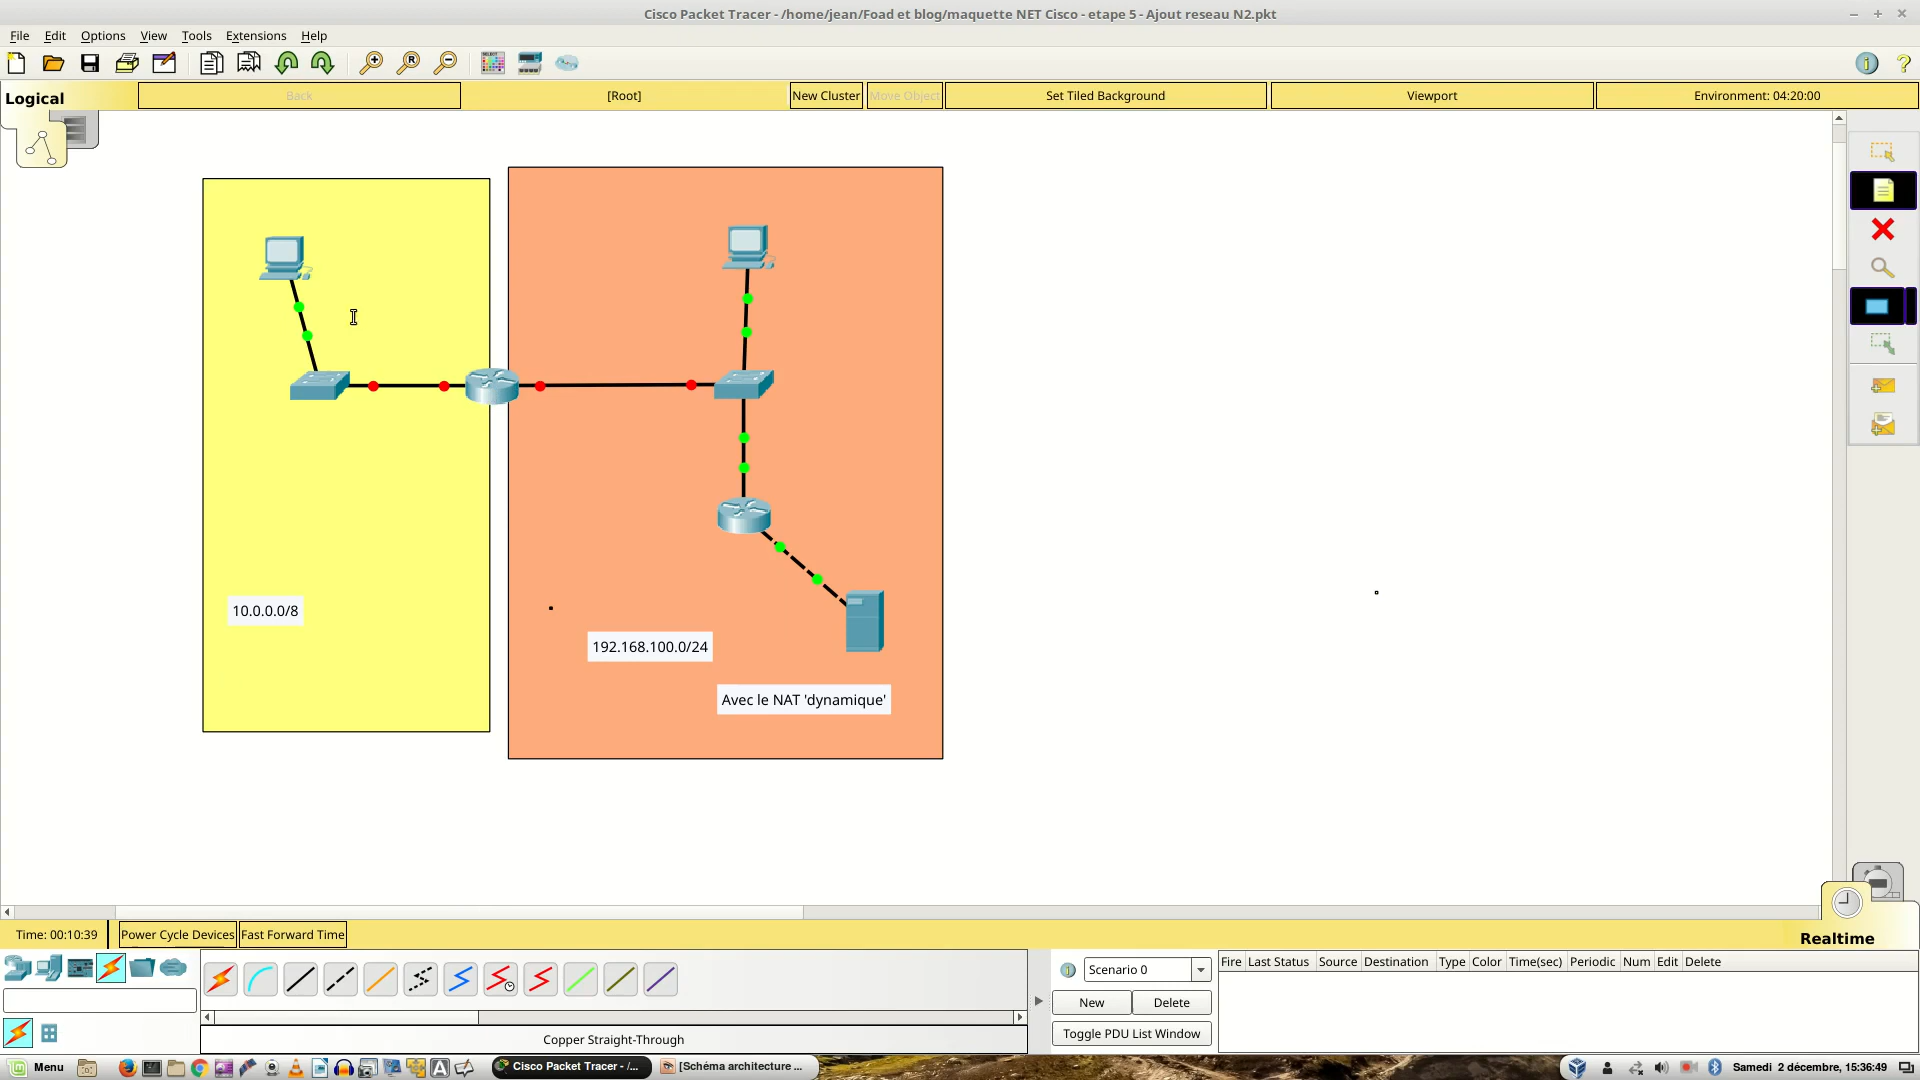 Cisco Packet Tracer - /home/jean/Foad et blog/maquette NET Cisco - etape 5 - Ajout reseau N2.pkt
File Edit Options View Tools Extensions Help
Logical
Back [Root] New Cluster Move Object Set Tiled Background Viewport Environment: 04:20:00
10.0.0.0/8
192.168.100.0/24
Avec le NAT 'dynamique'
Time: 00:10:39 Power Cycle Devices Fast Forward Time
Realtime
Scenario 0
New Delete
Toggle PDU List Window
Fire Last Status Source Destination Type Color Time(sec) Periodic Num Edit Delete
Copper Straight-Through
Menu
Cisco Packet Tracer - /...
[Schéma architecture ...
Samedi 2 décembre, 15:36:49